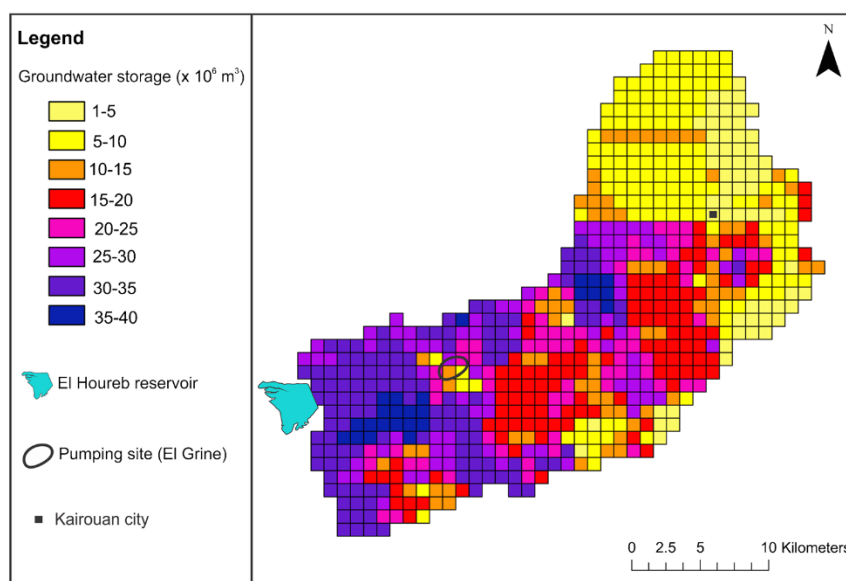 Legend
Groundwater storage (x 10⁶ m³)
1-5
5-10
10-15
15-20
20-25
25-30
30-35
35-40
El Houreb reservoir
Pumping site (El Grine)
Kairouan city
N
0 2.5 5 10 Kilometers